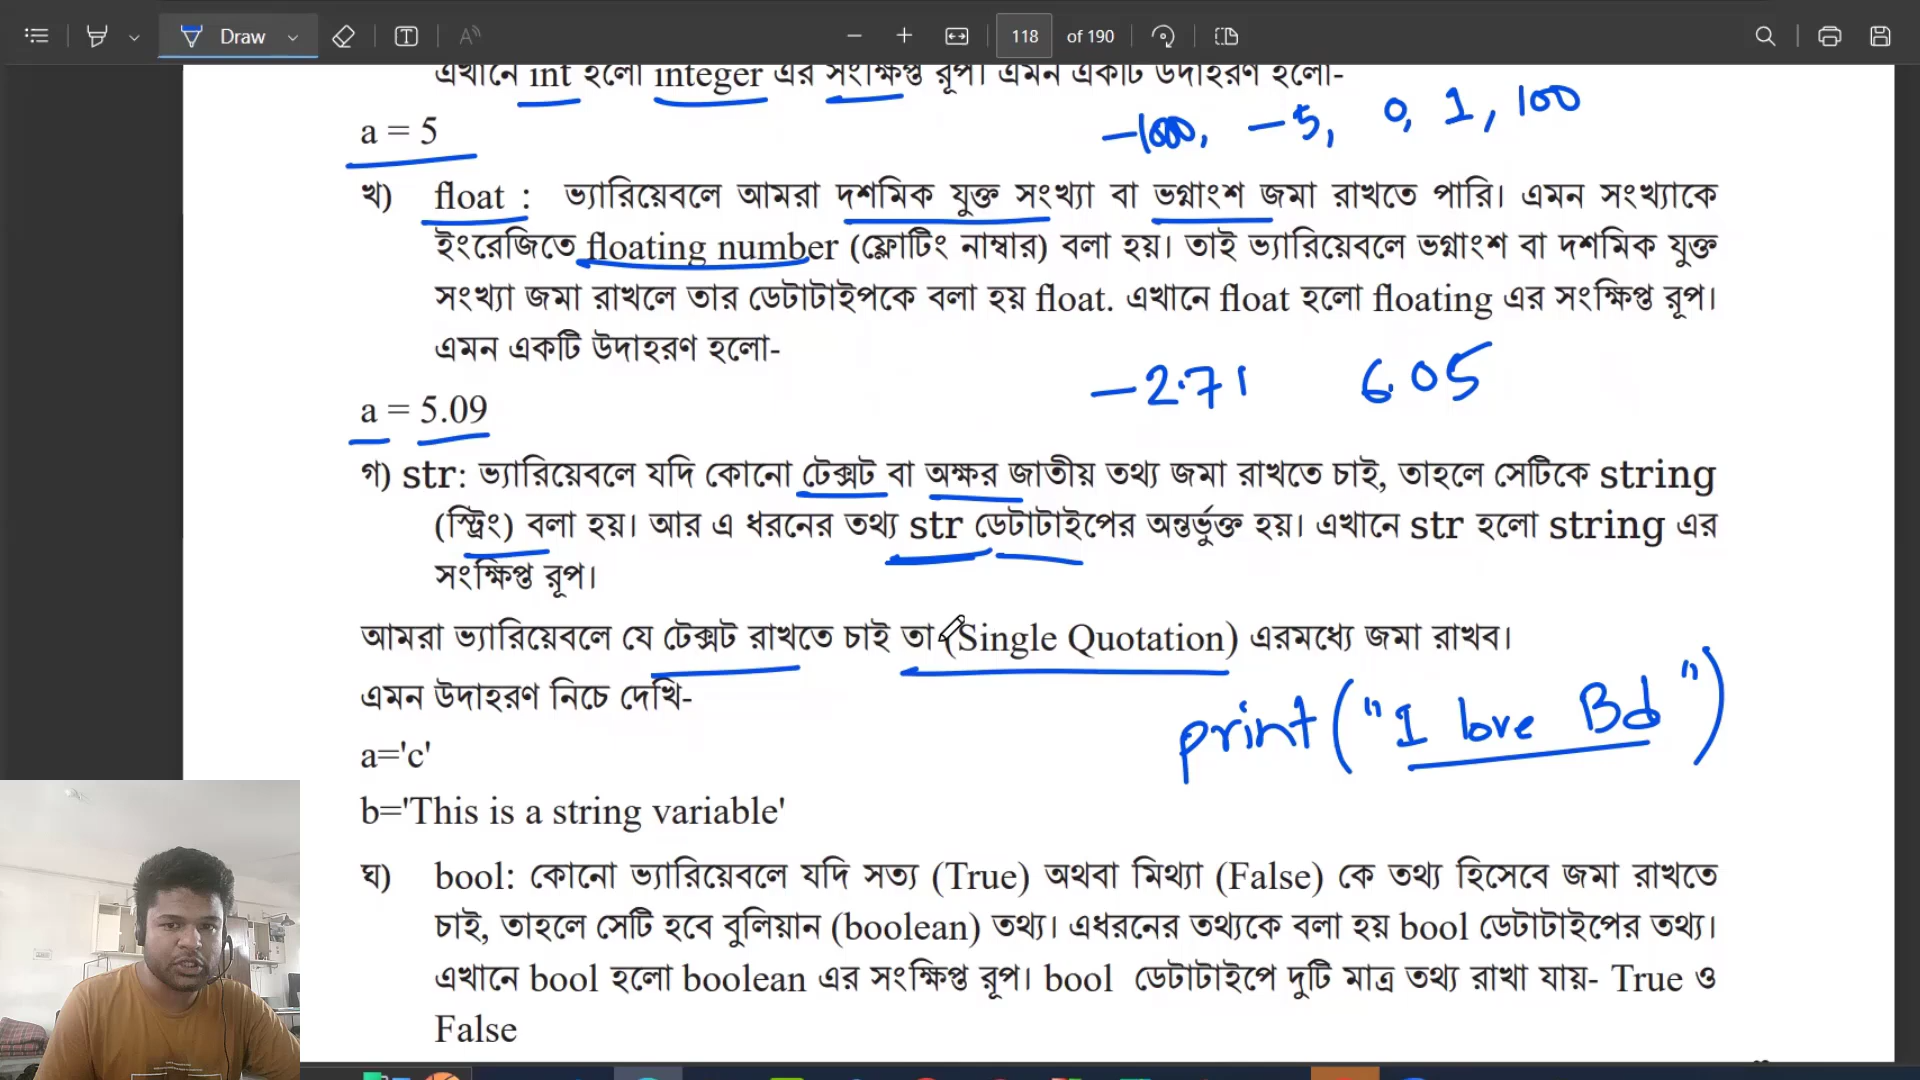 Draw
118 of 190
এখানে int হলো integer এর সংক্ষিপ্ত রূপ। এমন একটি উদাহরণ হলো-
-100, -5, 0, 1, 100
a = 5
খ) float : ভ্যারিয়েবলে আমরা দশমিক যুক্ত সংখ্যা বা ভগ্নাংশ জমা রাখতে পারি। এমন সংখ্যাকে
ইংরেজিতে floating number (ফ্লোটিং নাম্বার) বলা হয়। তাই ভ্যারিয়েবলে ভগ্নাংশ বা দশমিক যুক্ত
সংখ্যা জমা রাখলে তার ডেটাটাইপকে বলা হয় float. এখানে float হলো floating এর সংক্ষিপ্ত রূপ।
এমন একটি উদাহরণ হলো-
-2.71 6.05
a = 5.09
গ) str: ভ্যারিয়েবলে যদি কোনো টেক্সট বা অক্ষর জাতীয় তথ্য জমা রাখতে চাই, তাহলে সেটিকে string
(স্ট্রিং) বলা হয়। আর এ ধরনের তথ্য str ডেটাটাইপের অন্তর্ভুক্ত হয়। এখানে str হলো string এর
সংক্ষিপ্ত রূপ।
আমরা ভ্যারিয়েবলে যে টেক্সট রাখতে চাই তা (Single Quotation) এরমধ্যে জমা রাখব।
এমন উদাহরণ নিচে দেখি-
print("I love Bd")
a='c'
b='This is a string variable'
ঘ) bool: কোনো ভ্যারিয়েবলে যদি সত্য (True) অথবা মিথ্যা (False) কে তথ্য হিসেবে জমা রাখতে
চাই, তাহলে সেটি হবে বুলিয়ান (boolean) তথ্য। এধরনের তথ্যকে বলা হয় bool ডেটাটাইপের তথ্য।
এখানে bool হলো boolean এর সংক্ষিপ্ত রূপ। bool ডেটাটাইপে দুটি মাত্র তথ্য রাখা যায়- True ও
False